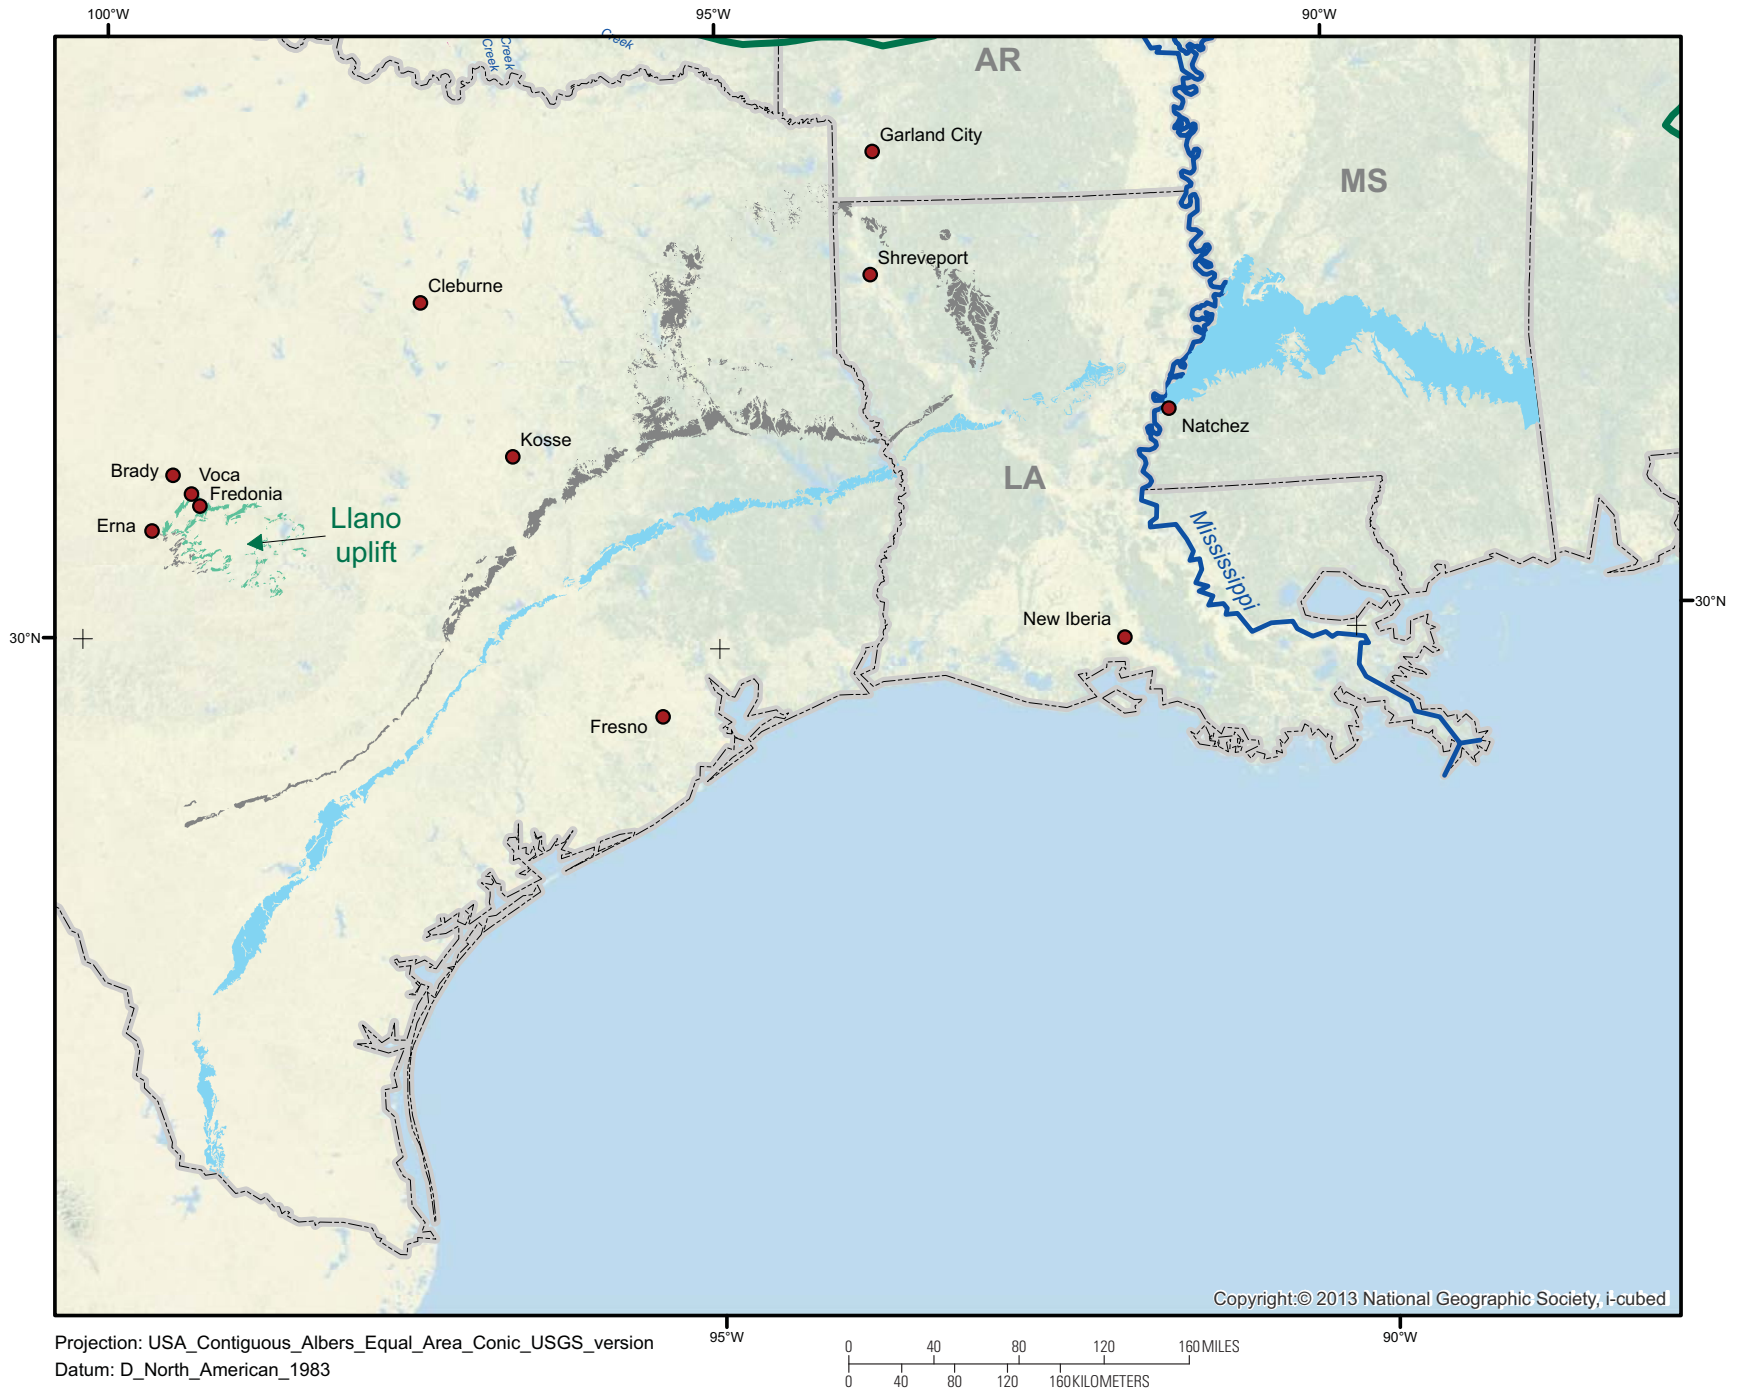 100°W
95°W
90°W
Creek
Creek
Creek
AR
Garland City
MS
Shreveport
Cleburne
Natchez
Kosse
Brady
Voca
LA
Fredonia
Erna
Llano
uplift
Mississippi
30°N
30°N
New Iberia
Fresno
Copyright:© 2013 National Geographic Society, i-cubed
95°W
90°W
Projection: USA_Contiguous_Albers_Equal_Area_Conic_USGS_version
Datum: D_North_American_1983
0 40 80 120 160 MILES
0 40 80 120 160 KILOMETERS